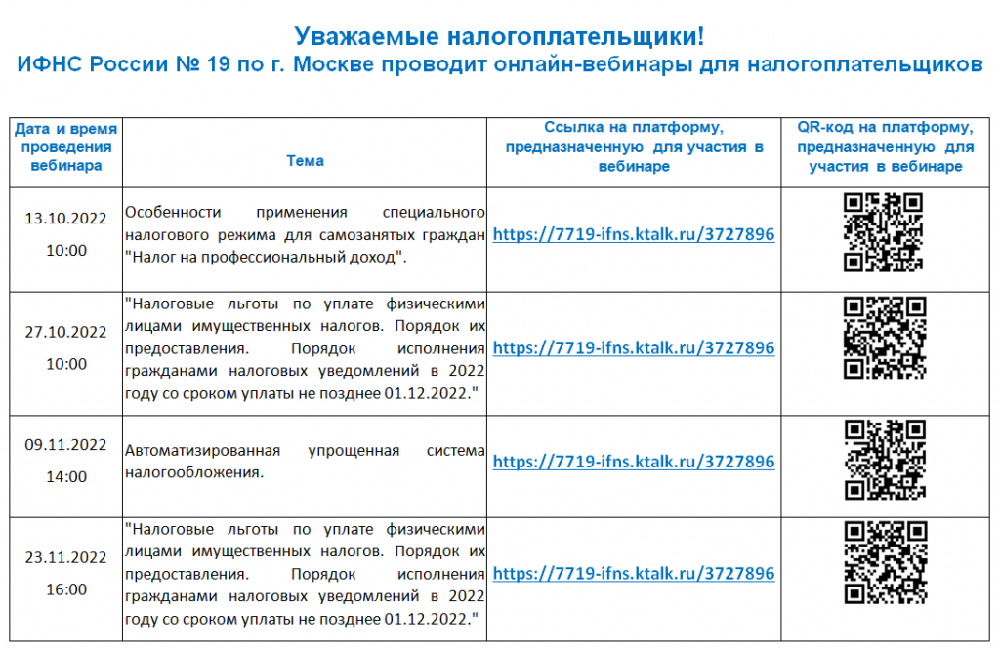 Уважаемые налогоплательщики!
ИФНС России № 19 по г. Москве проводит онлайн-вебинары для налогоплательщиков
Дата и время
проведения
вебинара
Тема
Ссылка на платформу,
предназначенную для участия в
вебинаре
QR-код на платформу,
предназначенную для
участия в вебинаре
13.10.2022
10:00
Особенности применения специального
налогового режима для самозанятых граждан
"Налог на профессиональный доход".
https://7719-ifns.ktalk.ru/3727896
27.10.2022
10:00
"Налоговые льготы по уплате физическими
лицами имущественных налогов. Порядок их
предоставления. Порядок исполнения
гражданами налоговых уведомлений в 2022
году со сроком уплаты не позднее 01.12.2022."
https://7719-ifns.ktalk.ru/3727896
09.11.2022
14:00
Автоматизированная упрощенная система
налогообложения.
https://7719-ifns.ktalk.ru/3727896
23.11.2022
16:00
"Налоговые льготы по уплате физическими
лицами имущественных налогов. Порядок их
предоставления. Порядок исполнения
гражданами налоговых уведомлений в 2022
году со сроком уплаты не позднее 01.12.2022."
https://7719-ifns.ktalk.ru/3727896